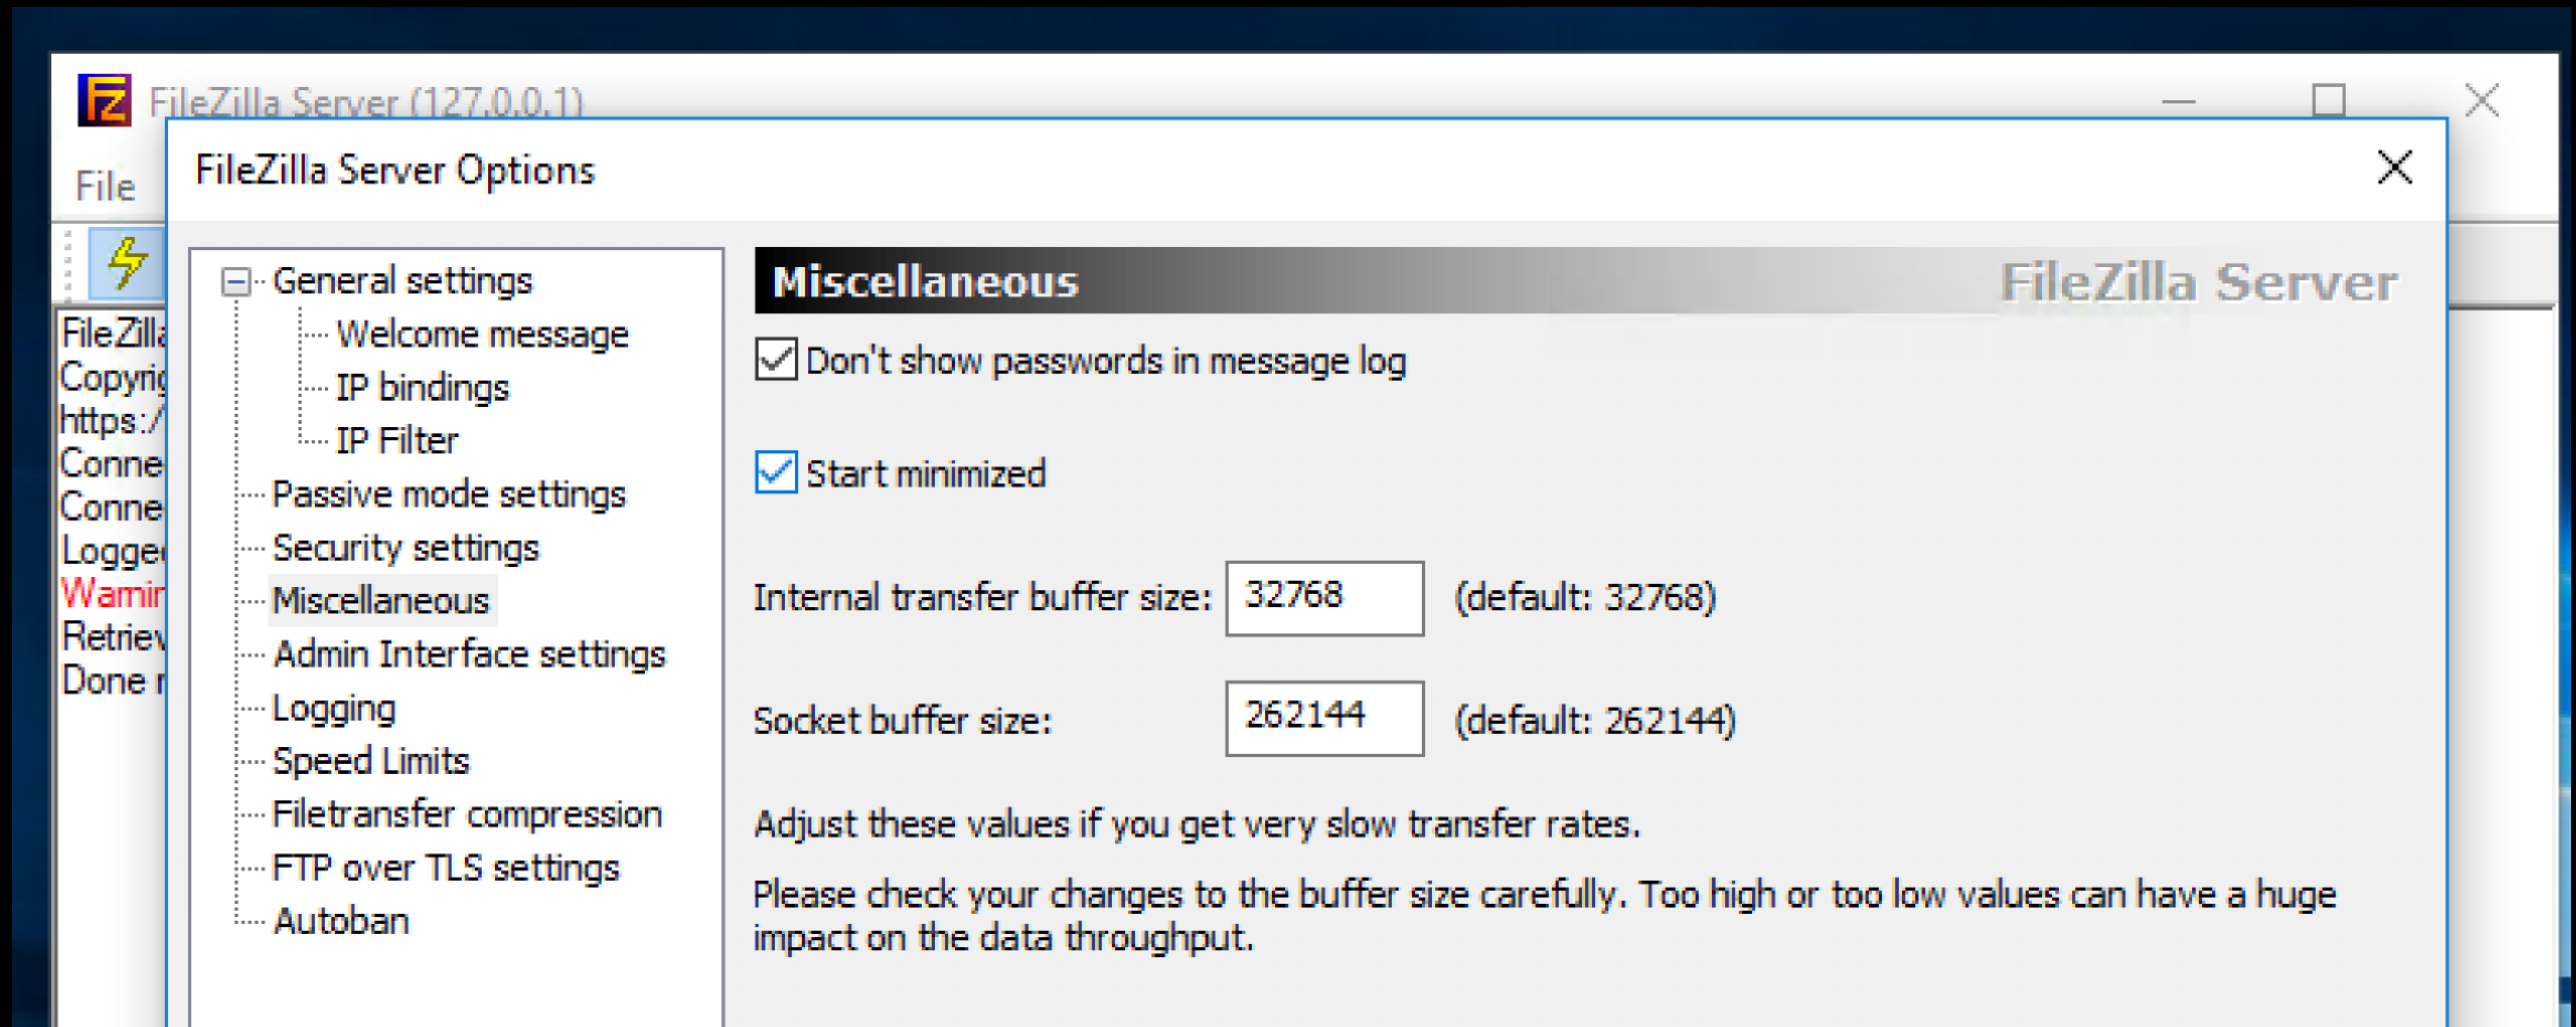 FileZilla Server (127.0.0.1)
File
FileZilla Server Options
General settings
Welcome message
IP bindings
IP Filter
Passive mode settings
Security settings
Miscellaneous
Admin Interface settings
Logging
Speed Limits
Filetransfer compression
FTP over TLS settings
Autoban
Miscellaneous
FileZilla Server
Don't show passwords in message log
Start minimized
Internal transfer buffer size: 32768 (default: 32768)
Socket buffer size: 262144 (default: 262144)
Adjust these values if you get very slow transfer rates.
Please check your changes to the buffer size carefully. Too high or too low values can have a huge
impact on the data throughput.
https:/
Done